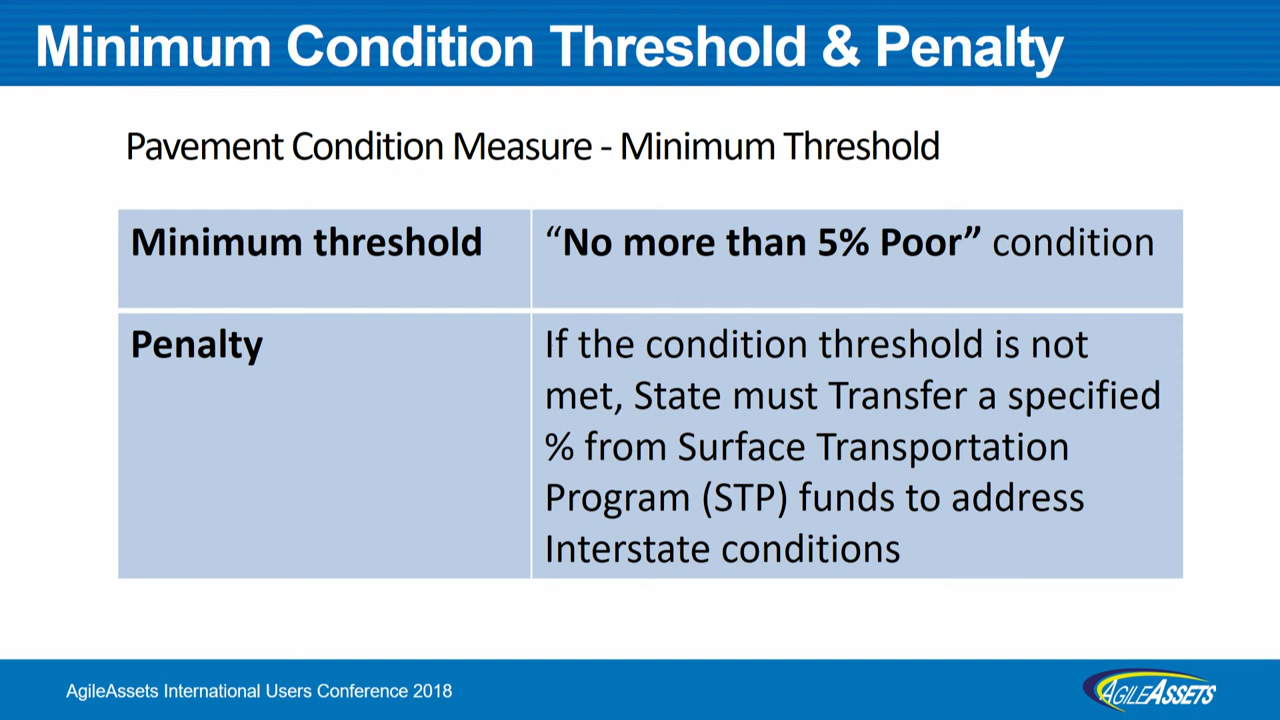 Minimum Condition Threshold & Penalty
Pavement Condition Measure - Minimum Threshold
Minimum threshold
“No more than 5% Poor” condition
Penalty
If the condition threshold is not
met, State must Transfer a specified
% from Surface Transportation
Program (STP) funds to address
Interstate conditions
AgileAssets International Users Conference 2018
AGILEASSETS